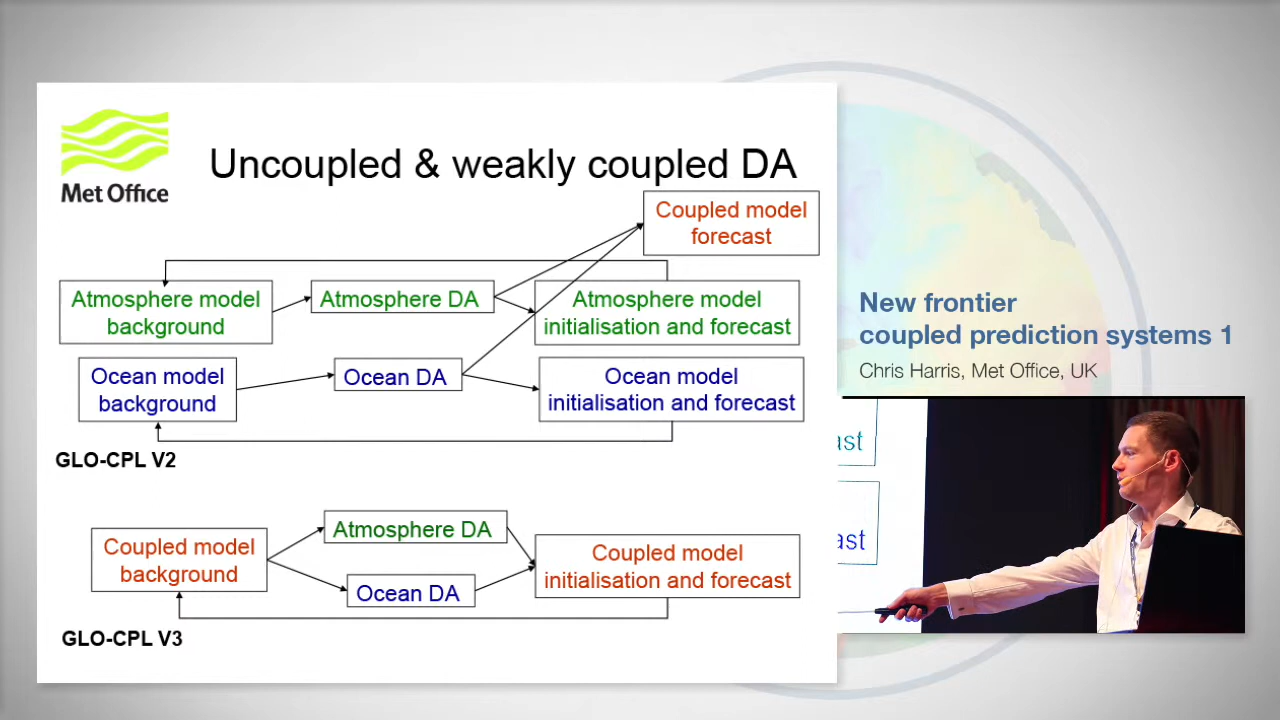 Met Office
Uncoupled & weakly coupled DA
Coupled model
forecast
Atmosphere model
background
Atmosphere DA
Atmosphere model
initialisation and forecast
Ocean model
background
Ocean DA
Ocean model
initialisation and forecast
GLO-CPL V2
Coupled model
background
Atmosphere DA
Ocean DA
Coupled model
initialisation and forecast
GLO-CPL V3
New frontier
coupled prediction systems 1
Chris Harris, Met Office, UK
ast
ast